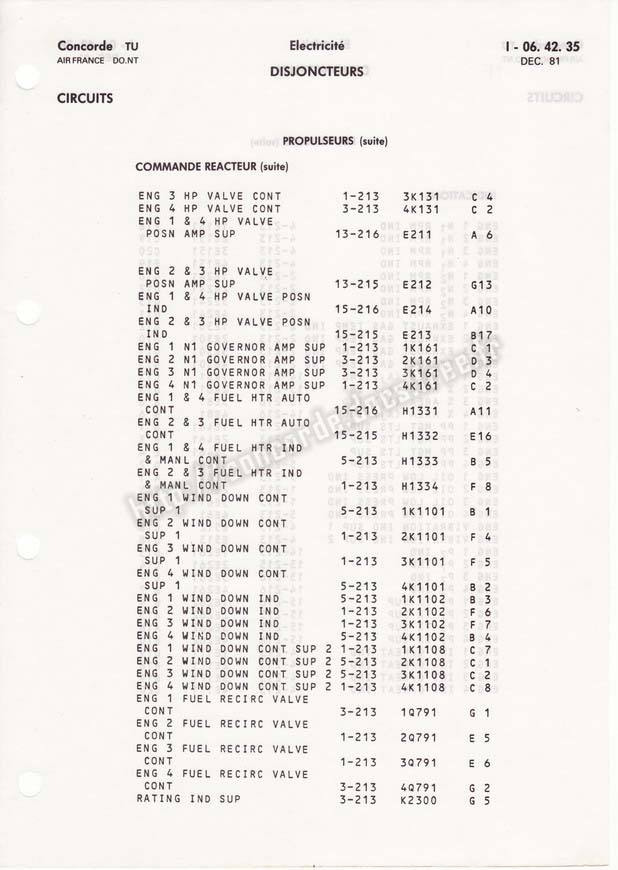 Concorde TU Electricité I - 06. 42. 35
AIR FRANCE DO.NT DISJONCTEURS DEC. 81
CIRCUITS
PROPULSEURS (suite)
COMMANDE REACTEUR (suite)
ENG 3 HP VALVE CONT 1-213 3K131 C 4
ENG 4 HP VALVE CONT 3-213 4K131 C 2
ENG 1 & 4 HP VALVE
POSN AMP SUP 13-216 E211 A 6
ENG 2 & 3 HP VALVE
POSN AMP SUP 13-215 E212 G13
ENG 1 & 4 HP VALVE POSN
IND 15-216 E214 A10
ENG 2 & 3 HP VALVE POSN
IND 15-215 E213 B17
ENG 1 N1 GOVERNOR AMP SUP 1-213 1K161 C 1
ENG 2 N1 GOVERNOR AMP SUP 3-213 2K161 D 3
ENG 3 N1 GOVERNOR AMP SUP 3-213 3K161 D 4
ENG 4 N1 GOVERNOR AMP SUP 1-213 4K161 C 2
ENG 1 & 4 FUEL HTR AUTO
CONT 15-216 H1331 A11
ENG 2 & 3 FUEL HTR AUTO
CONT 15-215 H1332 E16
ENG 1 & 4 FUEL HTR IND
& MANL CONT 5-213 H1333 B 5
ENG 2 & 3 FUEL HTR IND
& MANL CONT 1-213 H1334 F 8
ENG 1 WIND DOWN CONT
SUP 1 5-213 1K1101 B 1
ENG 2 WIND DOWN CONT
SUP 1 1-213 2K1101 F 4
ENG 3 WIND DOWN CONT
SUP 1 1-213 3K1101 F 5
ENG 4 WIND DOWN CONT
SUP 1 5-213 4K1101 B 2
ENG 1 WIND DOWN IND 5-213 1K1102 B 3
ENG 2 WIND DOWN IND 1-213 2K1102 F 6
ENG 3 WIND DOWN IND 1-213 3K1102 F 7
ENG 4 WIND DOWN IND 5-213 4K1102 B 4
ENG 1 WIND DOWN CONT SUP 2 1-213 1K1108 C 7
ENG 2 WIND DOWN CONT SUP 2 5-213 2K1108 C 1
ENG 3 WIND DOWN CONT SUP 2 5-213 3K1108 C 2
ENG 4 WIND DOWN CONT SUP 2 1-213 4K1108 C 8
ENG 1 FUEL RECIRC VALVE
CONT 3-213 1Q791 G 1
ENG 2 FUEL RECIRC VALVE
CONT 1-213 2Q791 E 5
ENG 3 FUEL RECIRC VALVE
CONT 1-213 3Q791 E 6
ENG 4 FUEL RECIRC VALVE
CONT 3-213 4Q791 G 2
RATING IND SUP 3-213 K2300 G 5